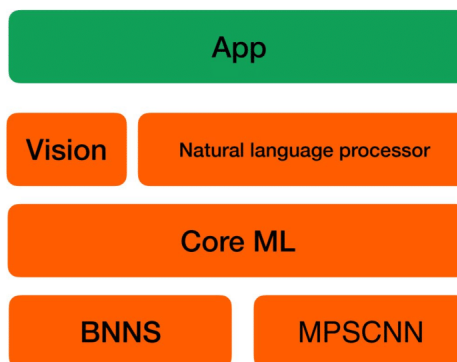 App
Vision
Natural language processor
Core ML
BNNS
MPSCNN